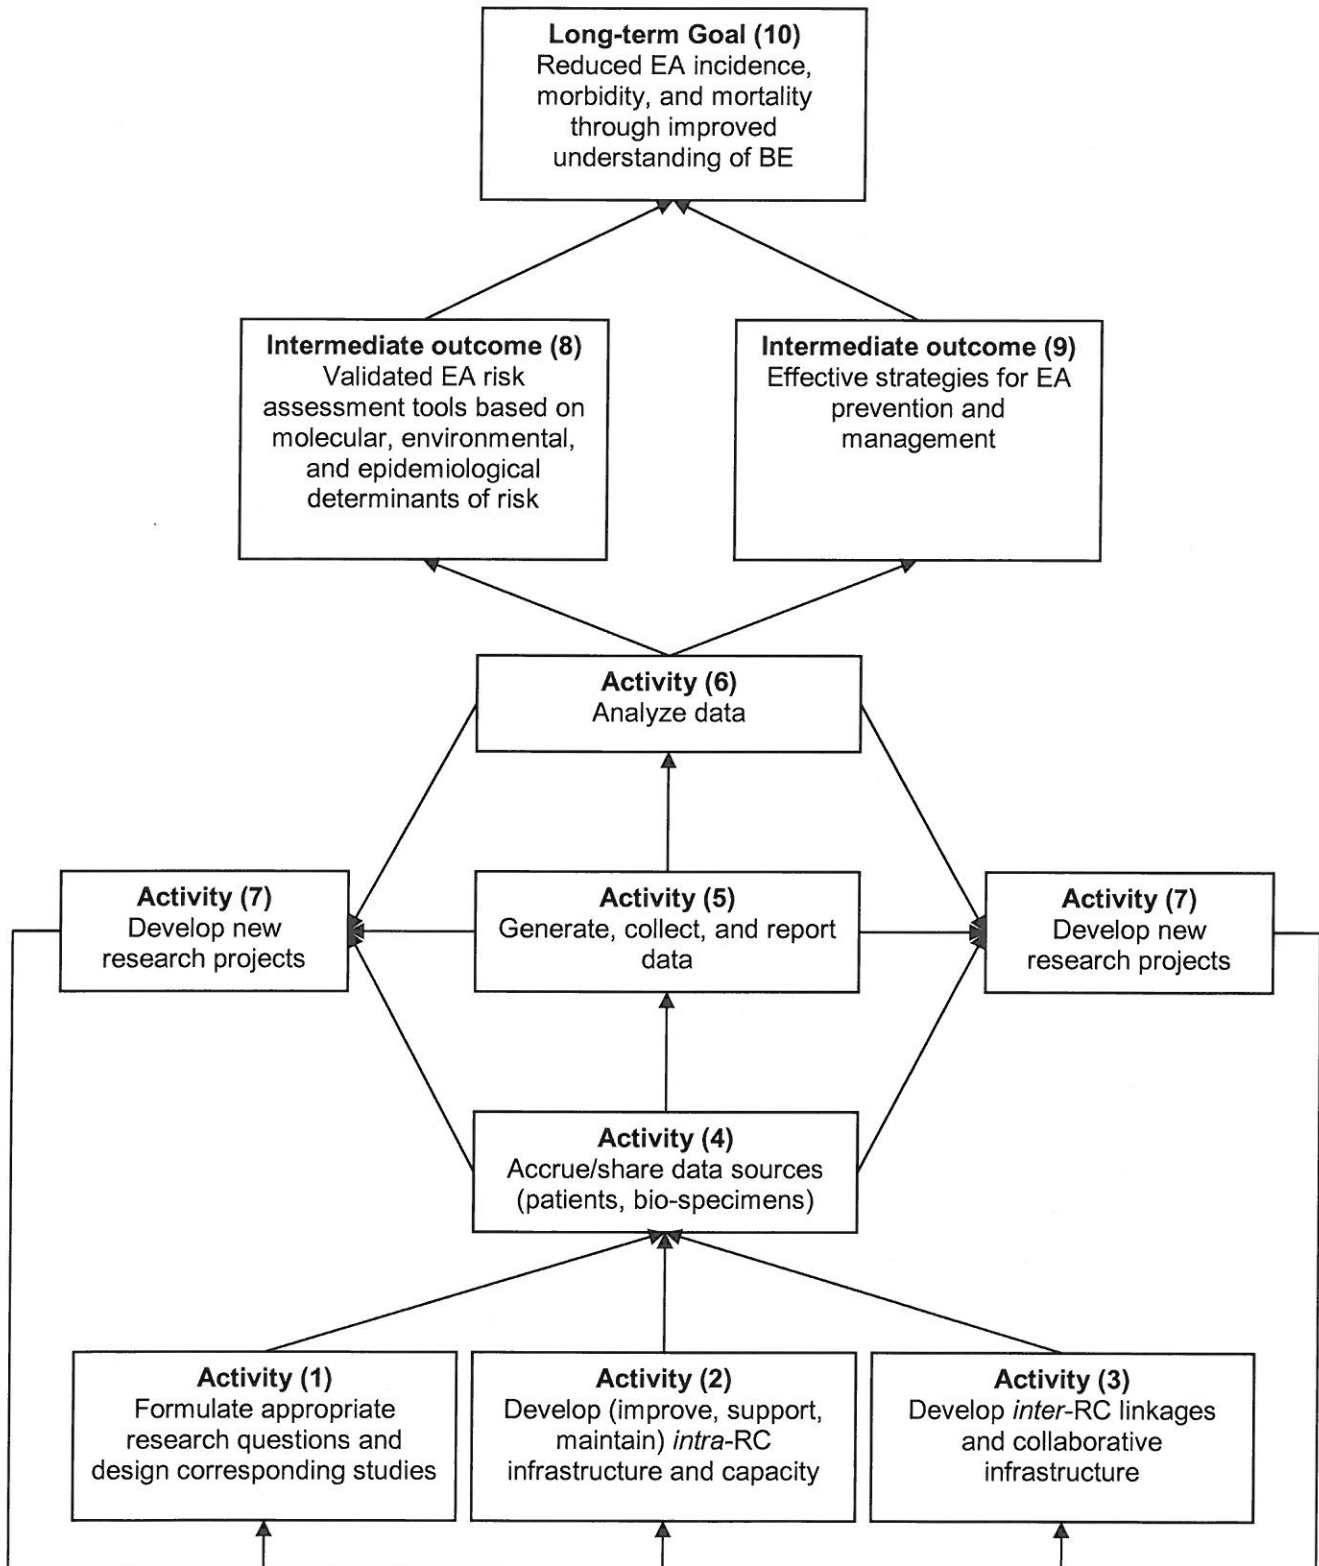 Long-term Goal (10)
Reduced EA incidence,
morbidity, and mortality
through improved
understanding of BE
Intermediate outcome (8)
Validated EA risk
assessment tools based on
molecular, environmental,
and epidemiological
determinants of risk
Intermediate outcome (9)
Effective strategies for EA
prevention and
management
Activity (6)
Analyze data
Activity (7)
Develop new
research projects
Activity (5)
Generate, collect, and report
data
Activity (7)
Develop new
research projects
Activity (4)
Accrue/share data sources
(patients, bio-specimens)
Activity (1)
Formulate appropriate
research questions and
design corresponding studies
Activity (2)
Develop (improve, support,
maintain) intra-RC
infrastructure and capacity
Activity (3)
Develop inter-RC linkages
and collaborative
infrastructure